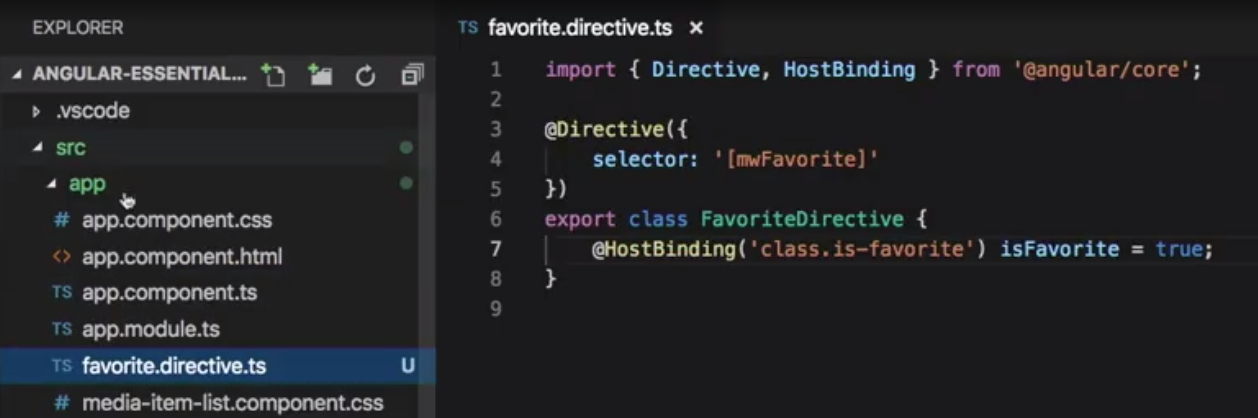 EXPLORER
ANGULAR-ESSENTIAL...
.vscode
src
app
# app.component.css
<> app.component.html
TS app.component.ts
TS app.module.ts
TS favorite.directive.ts U
# media-item-list.component.css
TS favorite.directive.ts ×
1 import { Directive, HostBinding } from '@angular/core';
2
3 @Directive({
4 selector: '[mwFavorite]'
5 })
6 export class FavoriteDirective {
7 @HostBinding('class.is-favorite') isFavorite = true;
8 }
9